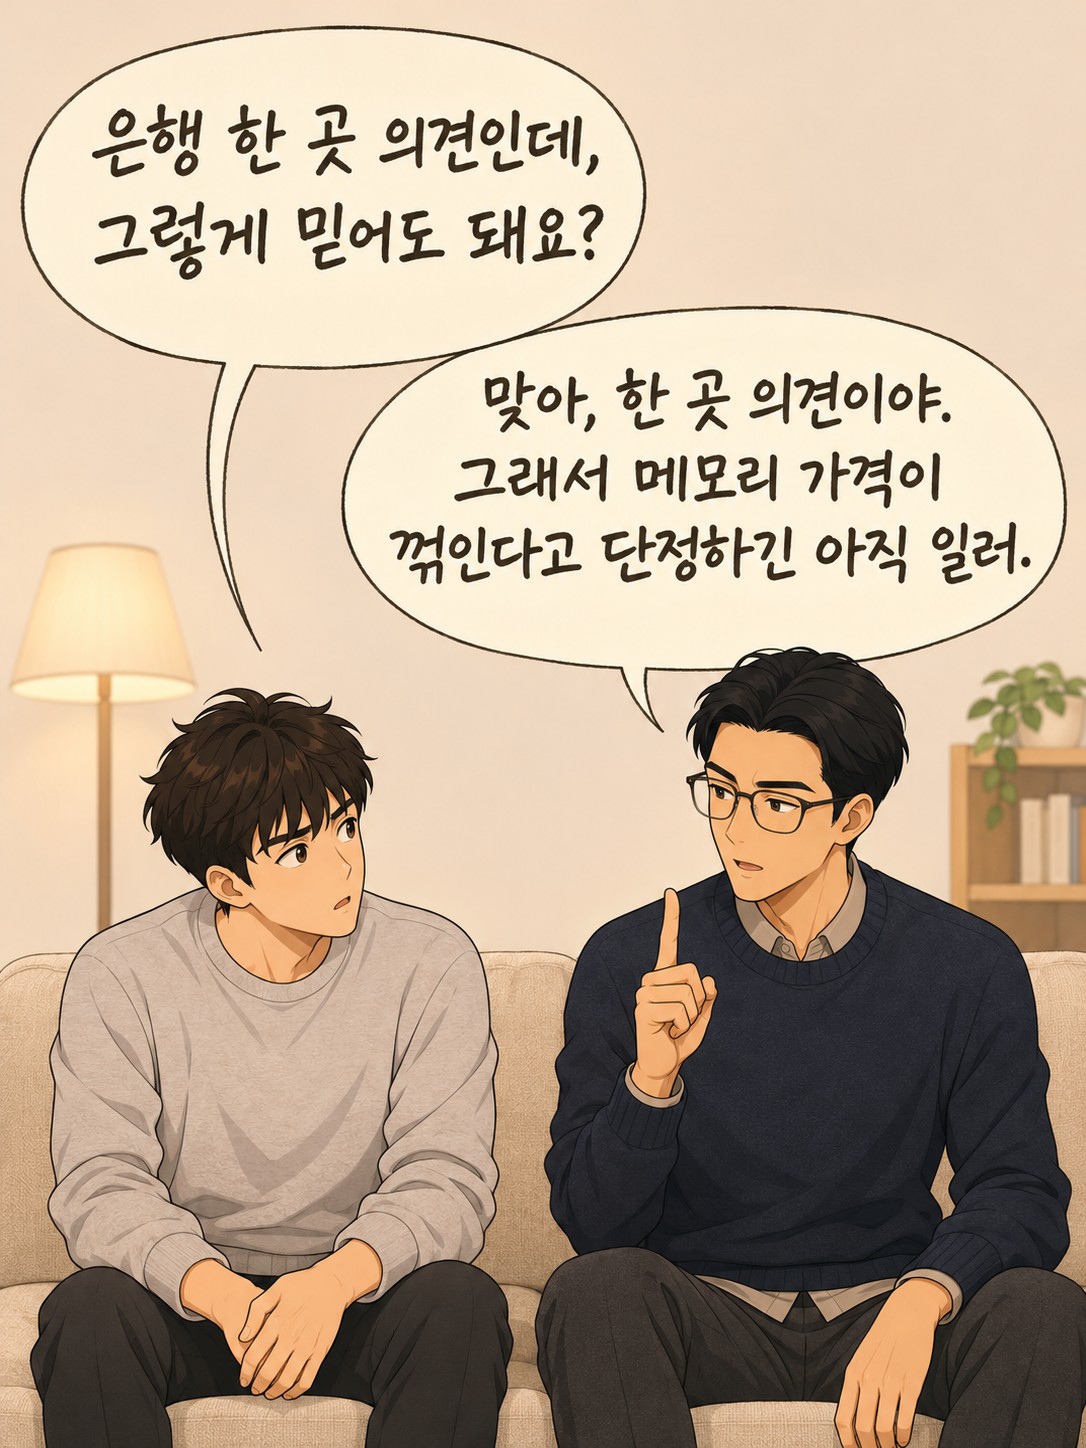 은행 한 곳 의견인데,
그렇게 믿어도 돼요?
맞아, 한 곳 의견이야.
그래서 메모리 가격이
꺾인다고 단정하긴 아직 일러.